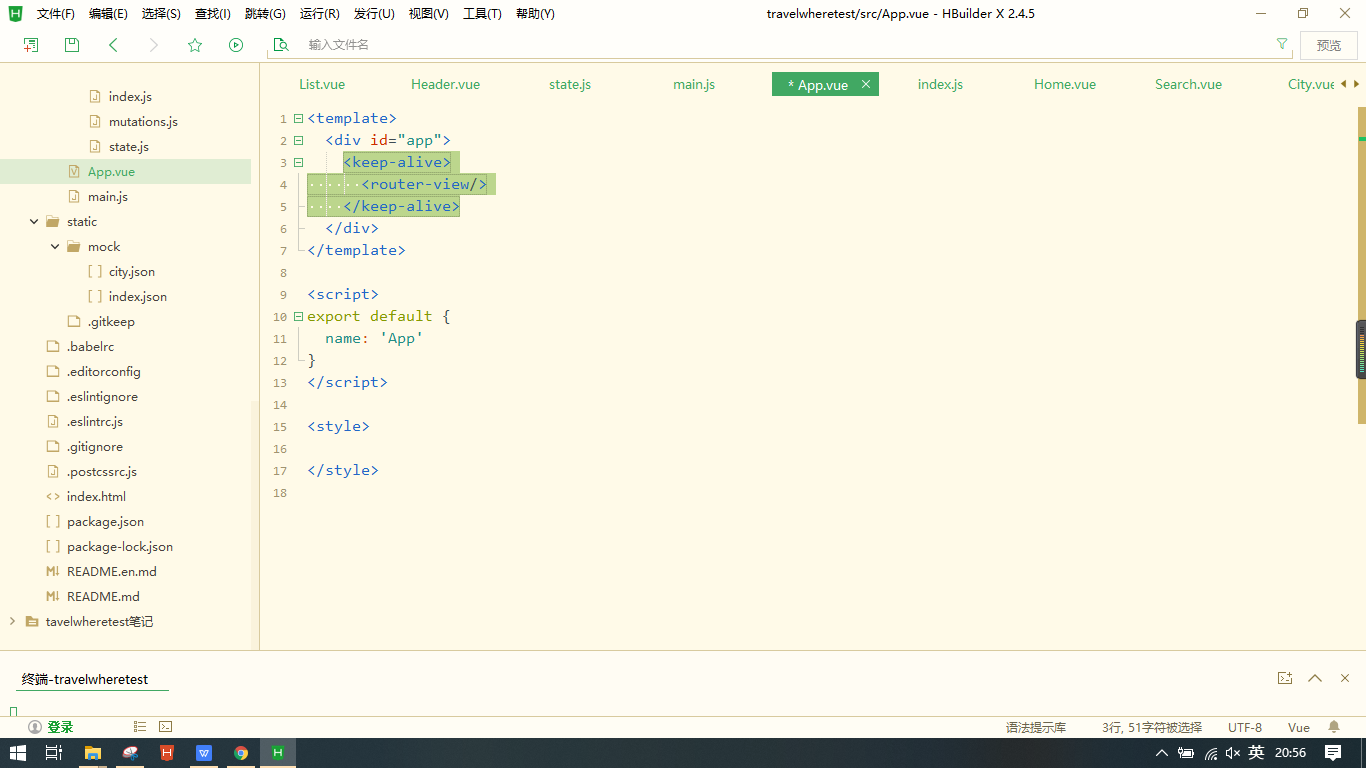 文件(F) 编辑(E) 选择(S) 查找(I) 跳转(G) 运行(R) 发行(U) 视图(V) 工具(T) 帮助(Y) travelwheretest/src/App.vue - HBuilder X 2.4.5
输入文件名 预览
List.vue Header.vue state.js main.js * App.vue index.js Home.vue Search.vue City.vue
index.js
mutations.js
state.js
App.vue
main.js
static
mock
city.json
index.json
.gitkeep
.babelrc
.editorconfig
.eslintignore
.eslintrc.js
.gitignore
.postcssrc.js
index.html
package.json
package-lock.json
README.en.md
README.md
tavelwheretest笔记
1 <template>
2 <div id="app">
3 <keep-alive>
4 <router-view/>
5 </keep-alive>
6 </div>
7 </template>
8
9 <script>
10 export default {
11 name: 'App'
12 }
13 </script>
14
15 <style>
16
17 </style>
18
终端-travelwheretest
登录 语法提示库 3行, 51字符被选择 UTF-8 Vue
英 20:56